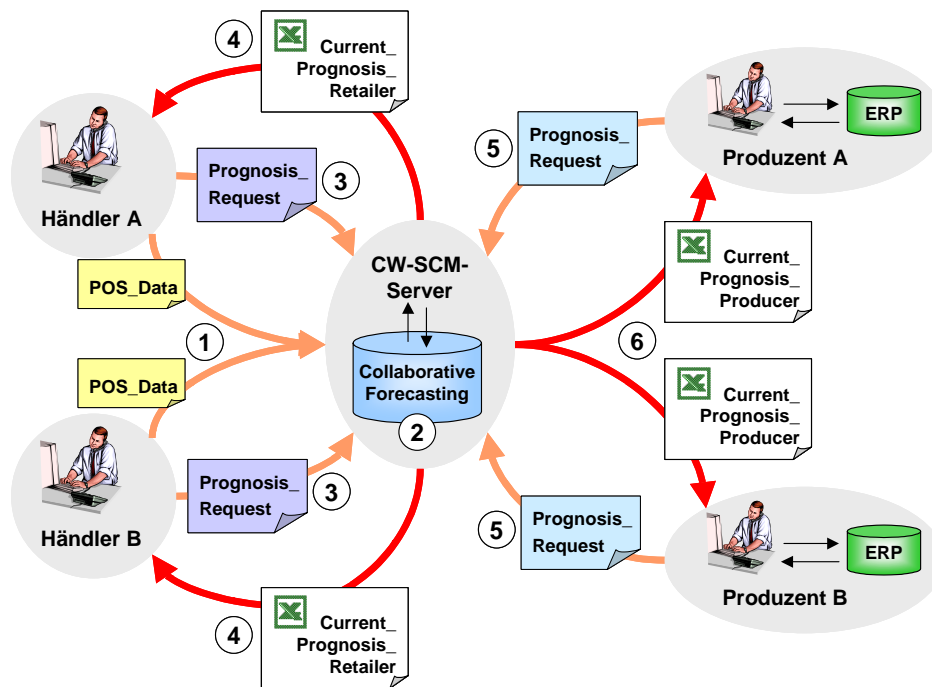 4
Current_
Prognosis_
Retailer
Händler A
Prognosis_
Request
3
POS_Data
1
POS_Data
Händler B
Prognosis_
Request
3
4
Current_
Prognosis_
Retailer
CW-SCM-
Server
Collaborative
Forecasting
2
ERP
Produzent A
5
Prognosis_
Request
Current_
Prognosis_
Producer
6
Current_
Prognosis_
Producer
5
Prognosis_
Request
ERP
Produzent B